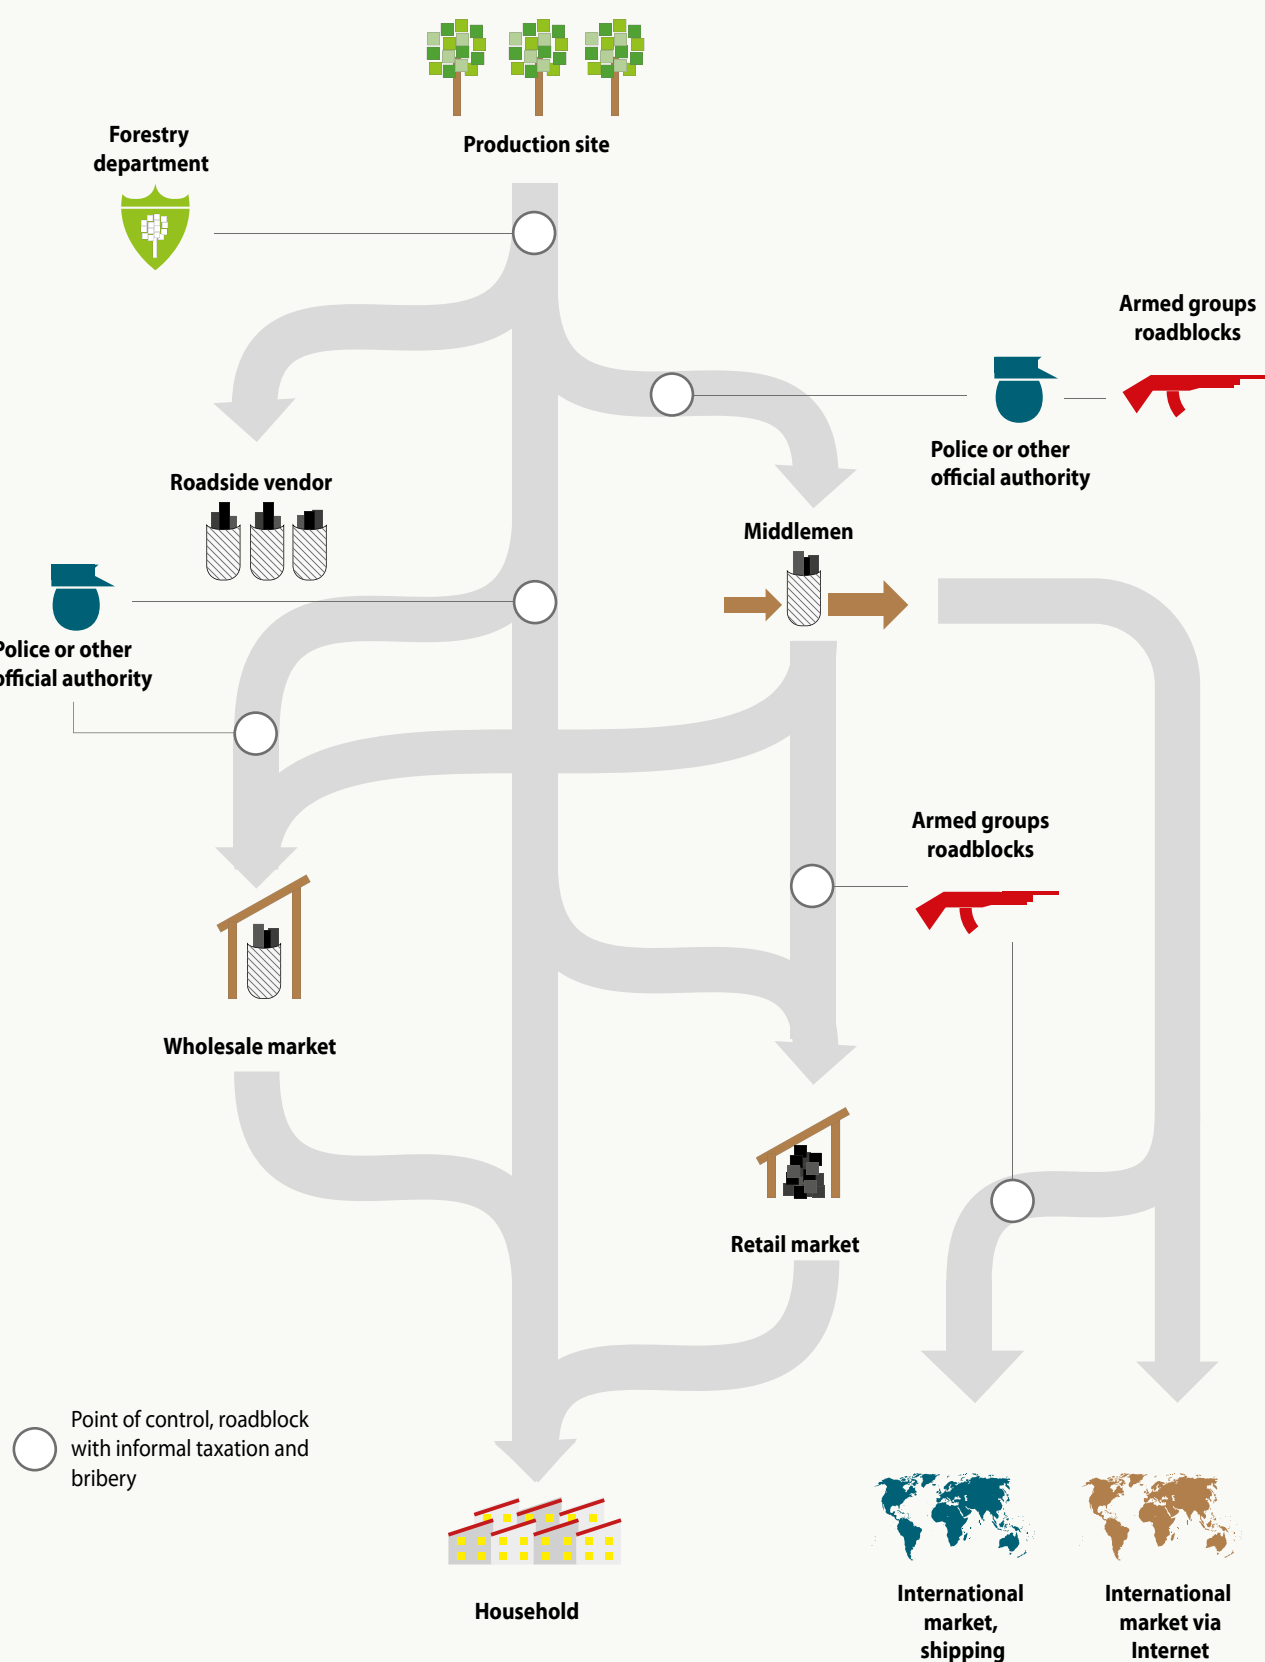 Production site
Forestry
department
Armed groups
roadblocks
Police or other
official authority
Roadside vendor
Middlemen
Police or other
official authority
Armed groups
roadblocks
Wholesale market
Retail market
Point of control, roadblock
with informal taxation and
bribery
Household
International
market,
shipping
International
market via
Internet